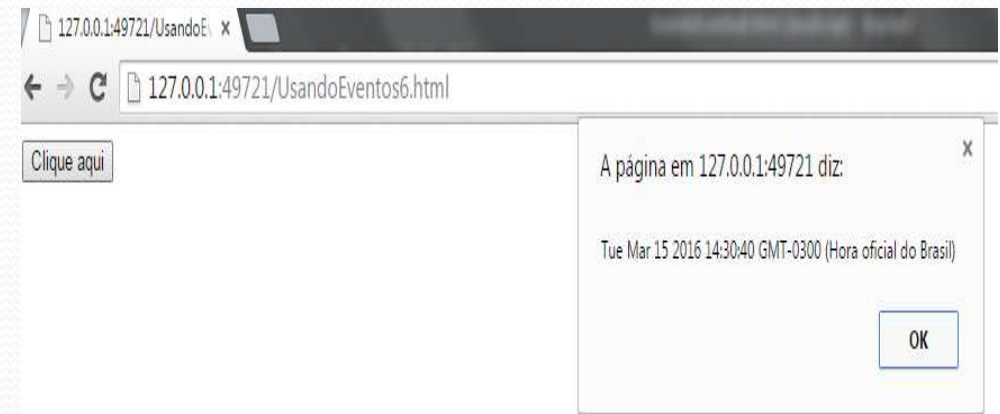 127.0.0.1:49721/UsandoE
127.0.0.1:49721/UsandoEventos6.html
Clique aqui
A página em 127.0.0.1:49721 diz:
Tue Mar 15 2016 14:30:40 GMT-0300 (Hora oficial do Brasil)
OK